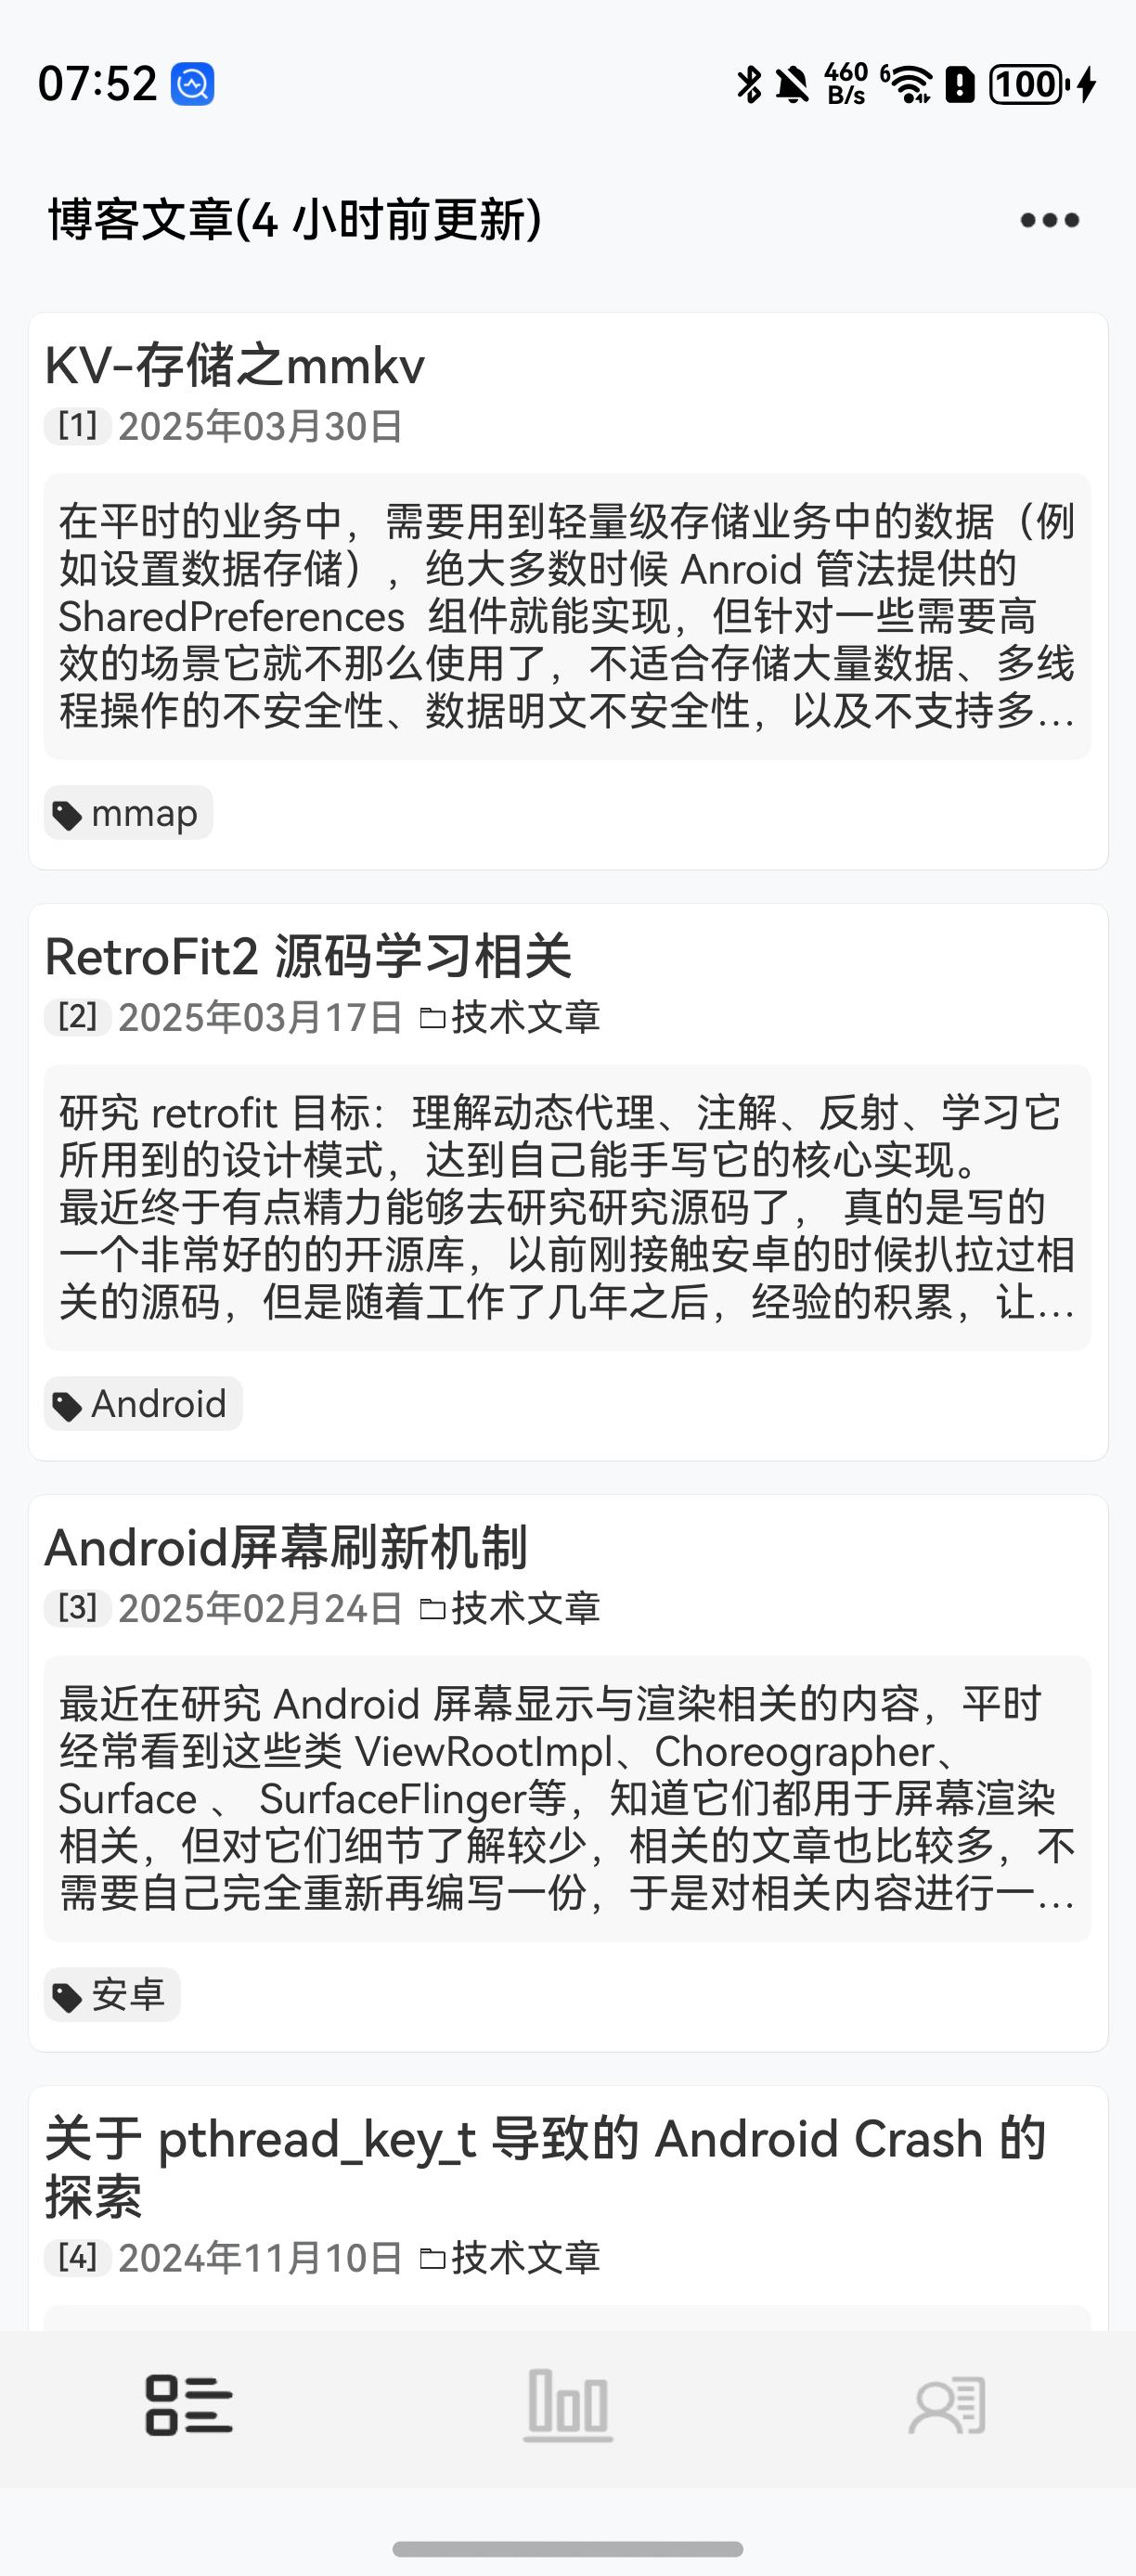 07:52
460
B/s
6
100
博客文章(4 小时前更新)
KV-存储之mmkv
[1] 2025年03月30日
在平时的业务中，需要用到轻量级存储业务中的数据（例
如设置数据存储），绝大多数时候 Anroid 管法提供的
SharedPreferences  组件就能实现，但针对一些需要高
效的场景它就不那么使用了，不适合存储大量数据、多线
程操作的不安全性、数据明文不安全性，以及不支持多...
mmap
RetroFit2 源码学习相关
[2] 2025年03月17日 技术文章
研究 retrofit 目标：理解动态代理、注解、反射、学习它
所用到的设计模式，达到自己能手写它的核心实现。
最近终于有点精力能够去研究研究源码了， 真的是写的
一个非常好的的开源库，以前刚接触安卓的时候扒拉过相
关的源码，但是随着工作了几年之后，经验的积累，让...
Android
Android屏幕刷新机制
[3] 2025年02月24日 技术文章
最近在研究 Android 屏幕显示与渲染相关的内容，平时
经常看到这些类 ViewRootImpl、Choreographer、
Surface 、 SurfaceFlinger等，知道它们都用于屏幕渲染
相关，但对它们细节了解较少，相关的文章也比较多，不
需要自己完全重新再编写一份，于是对相关内容进行一...
安卓
关于 pthread_key_t 导致的 Android Crash 的
探索
[4] 2024年11月10日 技术文章